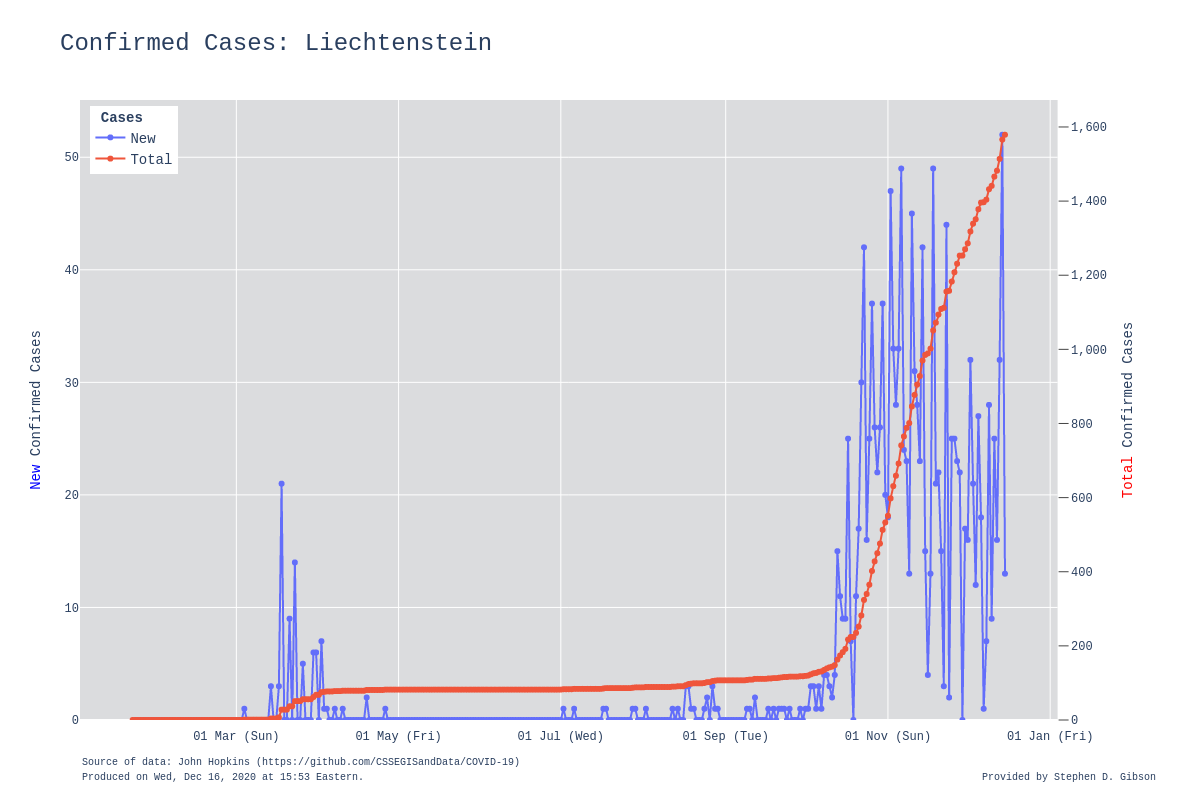 Confirmed Cases: Liechtenstein
Cases
New
Total
50
40
30
20
10
0
New Confirmed Cases
1,600
1,400
1,200
1,000
800
600
400
200
0
Total Confirmed Cases
01 Mar (Sun)
01 May (Fri)
01 Jul (Wed)
01 Sep (Tue)
01 Nov (Sun)
01 Jan (Fri)
Source of data: John Hopkins (https://github.com/CSSEGISandData/COVID-19)
Produced on Wed, Dec 16, 2020 at 15:53 Eastern.
Provided by Stephen D. Gibson